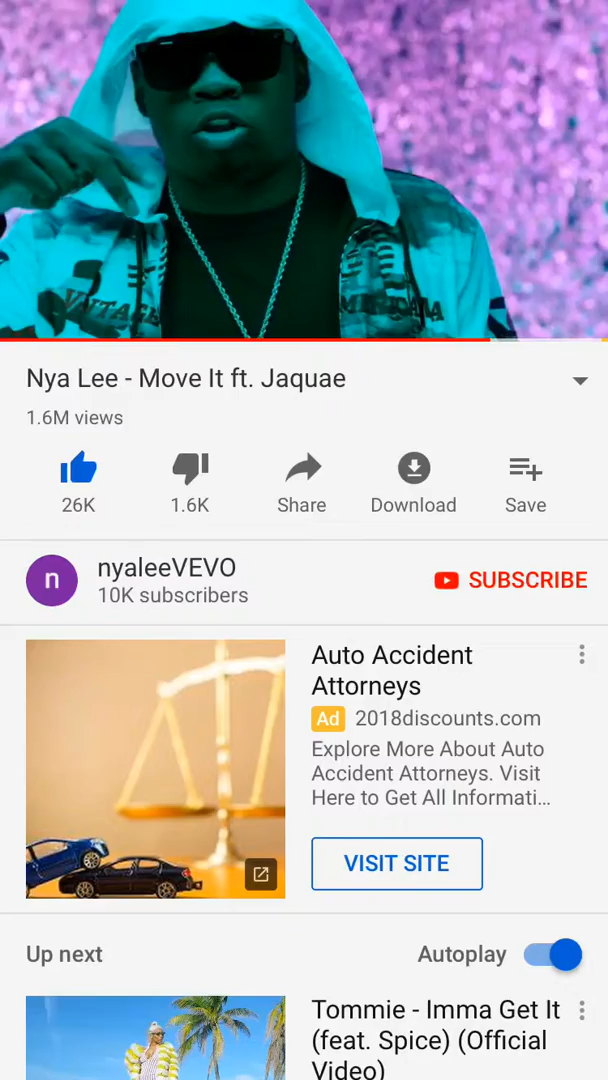 VNTAGE
Nya Lee - Move It ft. Jaquae
1.6M views
26K
1.6K
Share
Download
Save
n
nyaleeVEVO
10K subscribers
SUBSCRIBE
Auto Accident
Attorneys
Ad 2018discounts.com
Explore More About Auto
Accident Attorneys. Visit
Here to Get All Informati...
VISIT SITE
Up next
Autoplay
Tommie - Imma Get It
(feat. Spice) (Official
Video)